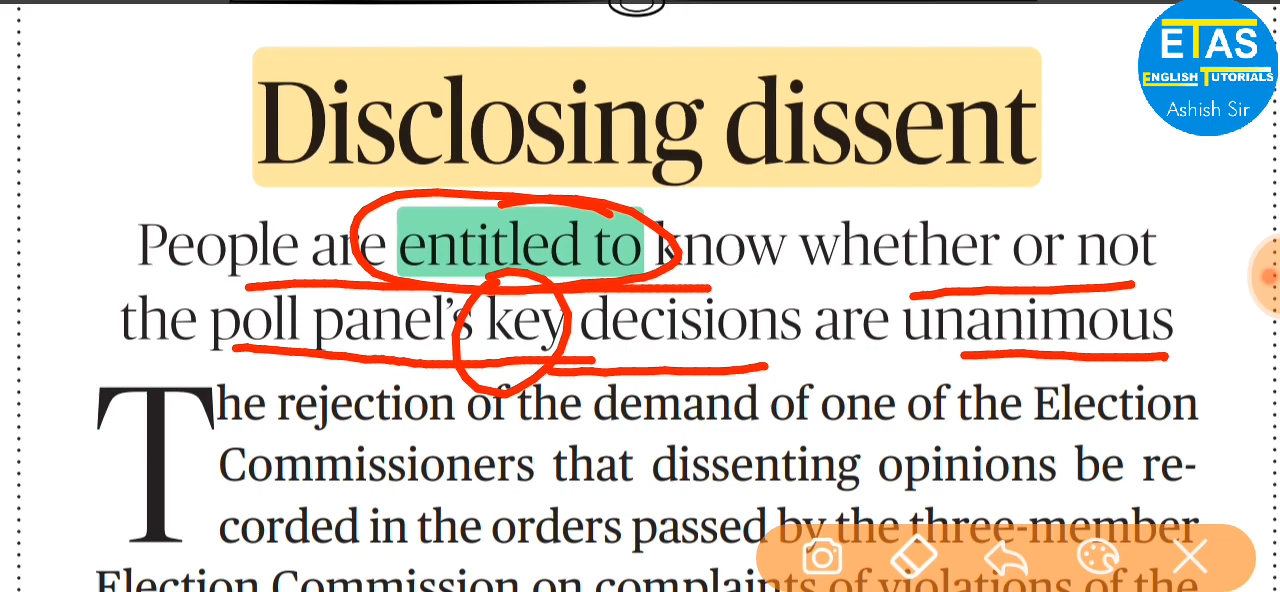 ETAS
ENGLISH TUTORIALS
Ashish Sir
Disclosing dissent
People are entitled to know whether or not
the poll panel's key decisions are unanimous
The rejection of the demand of one of the Election
Commissioners that dissenting opinions be re-
corded in the orders passed by the three-member
Election Commission on complaints of violations of the